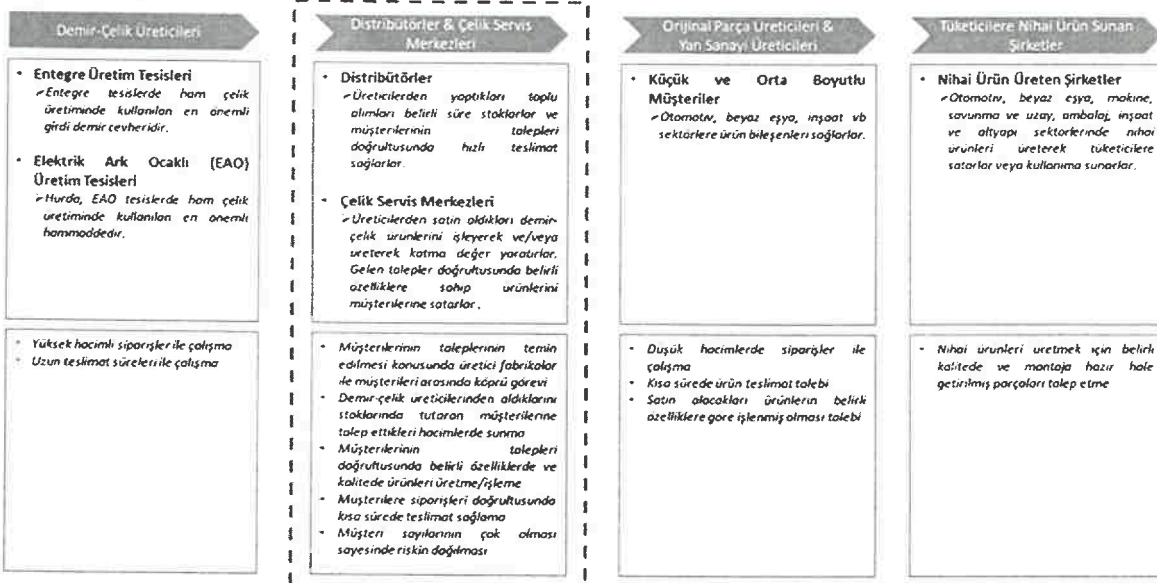 Demir-Çelik Üreticileri
• Entegre Üretim Tesisleri
➢Entegre tesislerde ham çelik
üretiminde kullanılan en önemli
girdi demir cevheridir.
• Elektrik Ark Ocaklı (EAO)
Üretim Tesisleri
➢Hurda, EAO tesislerde ham çelik
üretiminde kullanılan en önemli
hammaddedir.
• Yüksek hacimli siparişler ile çalışma
• Uzun teslimat süreleri ile çalışma
Distribütörler & Çelik Servis
Merkezleri
• Distribütörler
➢Üreticilerden yaptıkları toplu
alımları belirli süre stoklarlar ve
müşterilerinin talepleri
doğrultusunda hızlı teslimat
sağlarlar.
• Çelik Servis Merkezleri
➢Üreticilerden satın aldıkları demir-
çelik ürünlerini işleyerek ve/veya
üreterek katma değer yaratırlar.
Gelen talepler doğrultusunda belirli
özelliklere sahip ürünlerini
müşterilerine satarlar.
• Müşterilerinin taleplerinin temin
edilmesi konusunda üretici fabrikalar
ile müşterileri arasında köprü görevi
• Demir-çelik üreticilerinden aldıklarını
stoklarında tutarak müşterilerine
talep ettikleri hacimlerde sunma
• Müşterilerinin talepleri
doğrultusunda belirli özelliklerde ve
kalitede ürünleri üretme/işleme
• Müşterilere siparişleri doğrultusunda
kısa sürede teslimat sağlama
• Müşteri sayılarının çok olması
sayesinde riskin dağılması
Orijinal Parça Üreticileri &
Yan Sanayi Üreticileri
• Küçük ve Orta Boyutlu
Müşteriler
➢Otomotiv, beyaz eşya, inşaat vb
sektörlere ürün bileşenleri sağlarlar.
• Düşük hacimlerde siparişler ile
çalışma
• Kısa sürede ürün teslimat talebi
• Satın alacakları ürünlerin belirli
özelliklere göre işlenmiş olması talebi
Tüketicilere Nihai Ürün Sunan
Şirketler
• Nihai Ürün Üreten Şirketler
➢Otomotiv, beyaz eşya, makine,
savunma ve uzay, ambalaj, inşaat
ve altyapı sektörlerinde nihai
ürünleri üreterek tüketicilere
satarlar veya kullanıma sunarlar.
• Nihai ürünleri üretmek için belirli
kalitede ve montaja hazır hale
getirilmiş parçaları talep etme